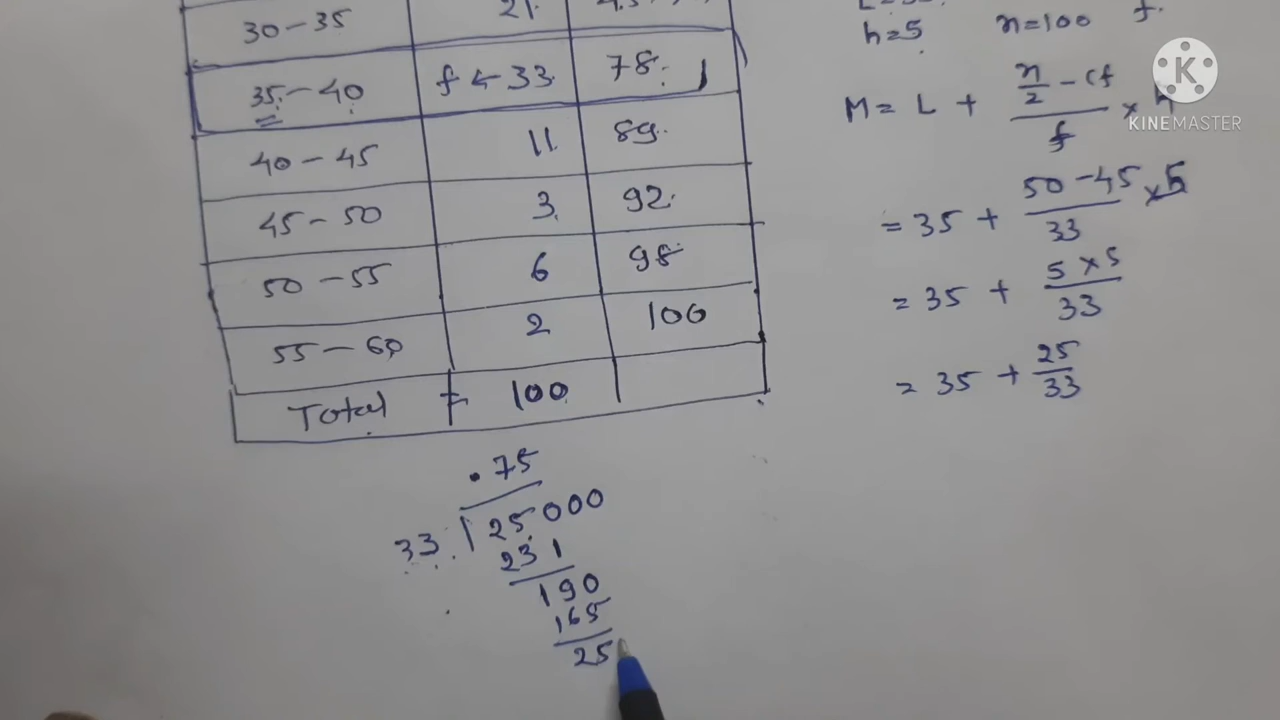 30 - 35 21
h = 5 n = 100 f
35 - 40 f ← 33 78
40 - 45 11 89
45 - 50 3 92
50 - 55 6 98
55 - 60 2 100
Total = 100
M = L + n/2 - cf / f × h
= 35 + 50 - 45 / 33 × 5
= 35 + 5 × 5 / 33
= 35 + 25 / 33
.75
33 25000
231
190
165
25
K
KINEMASTER